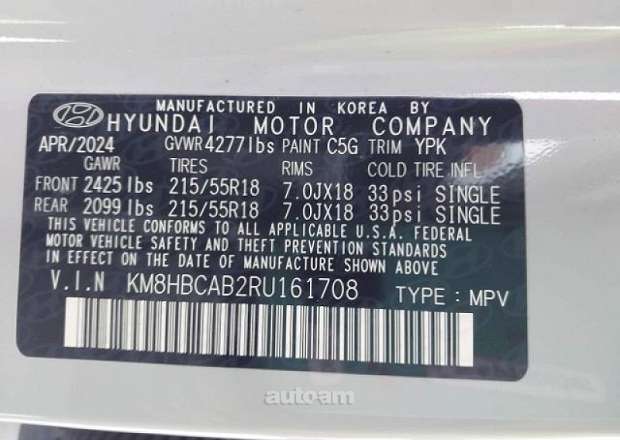 MANUFACTURED IN KOREA BY
HYUNDAI MOTOR COMPANY
APR/2024 GVWR 4277lbs PAINT C5G TRIM YPK
GAWR TIRES RIMS COLD TIRE INFL
FRONT 2425 lbs 215/55R18 7.0JX18 33psi SINGLE
REAR 2099 lbs 215/55R18 7.0JX18 33psi SINGLE
THIS VEHICLE CONFORMS TO ALL APPLICABLE U.S.A. FEDERAL
MOTOR VEHICLE SAFETY AND THEFT PREVENTION STANDARDS
IN EFFECT ON THE DATE OF MANUFACTURE SHOWN ABOVE.
V.I.N KM8HBCAB2RU161708 TYPE : MPV
autoam